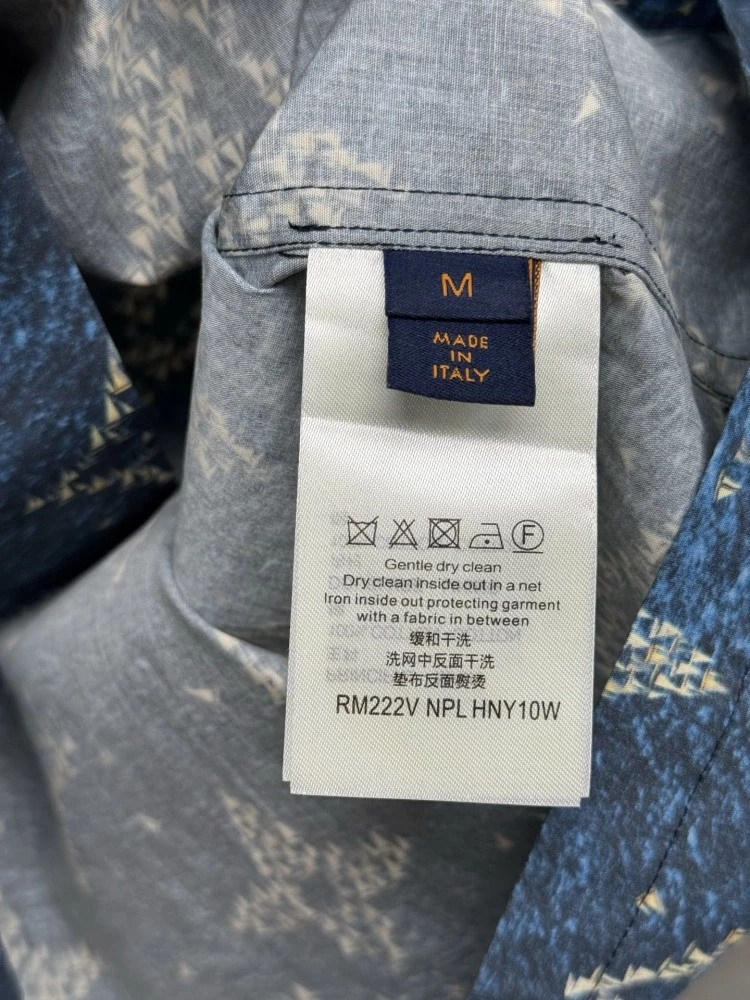 M
MADE
IN
ITALY
F
Gentle dry clean
Dry clean inside out in a net
Iron inside out protecting garment
with a fabric in between
缓和干洗
洗网中反面干洗
垫布反面熨烫
RM222V NPL HNY10W